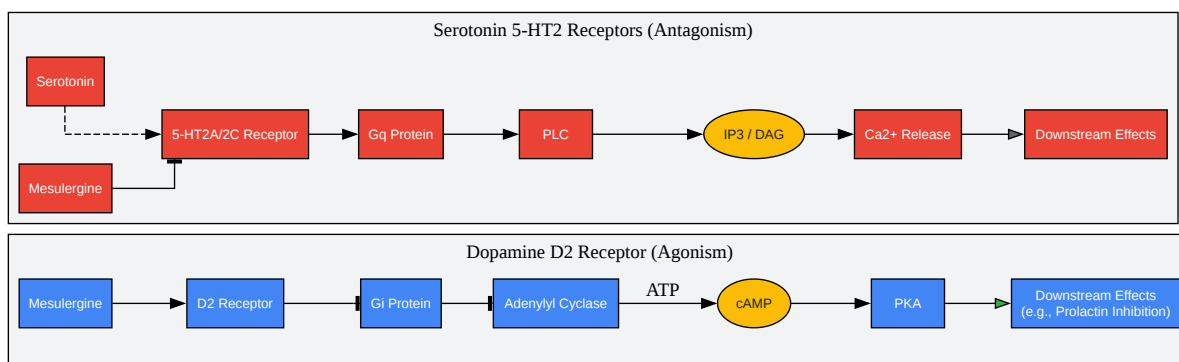 Serotonin 5-HT2 Receptors (Antagonism)
Serotonin
5-HT2A/2C Receptor
Gq Protein
PLC
IP3 / DAG
Ca2+ Release
Downstream Effects
Mesulergine
Dopamine D2 Receptor (Agonism)
Mesulergine
D2 Receptor
Gi Protein
Adenylyl Cyclase
ATP
cAMP
PKA
Downstream Effects
(e.g., Prolactin Inhibition)